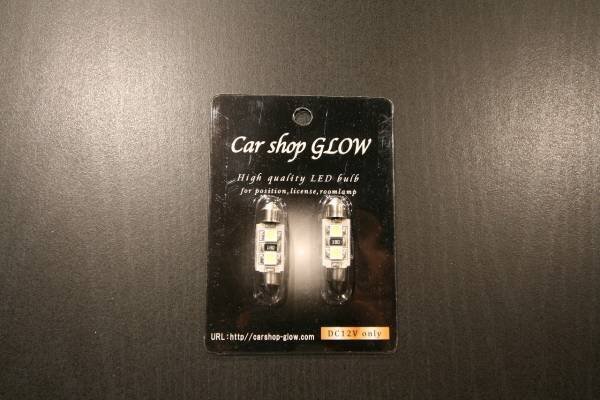 Car shop GLOW
High quality LED bulb
for position,license,roomlamp
URL:http//carshop-glow.com
DC12V only